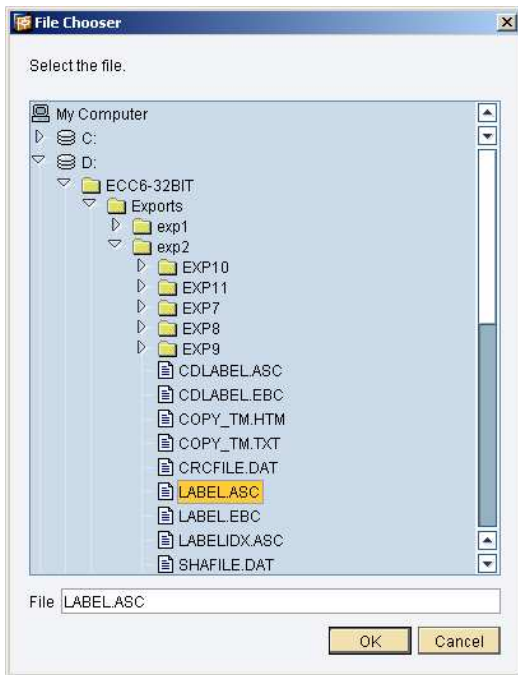 File Chooser
Select the file.
My Computer
C:
D:
ECC6-32BIT
Exports
exp1
exp2
EXP10
EXP11
EXP7
EXP8
EXP9
CDLABEL.ASC
CDLABEL.EBC
COPY_TM.HTM
COPY_TM.TXT
CRCFILE.DAT
LABEL.ASC
LABEL.EBC
LABELIDX.ASC
SHAFILE.DAT
File LABEL.ASC
OK Cancel